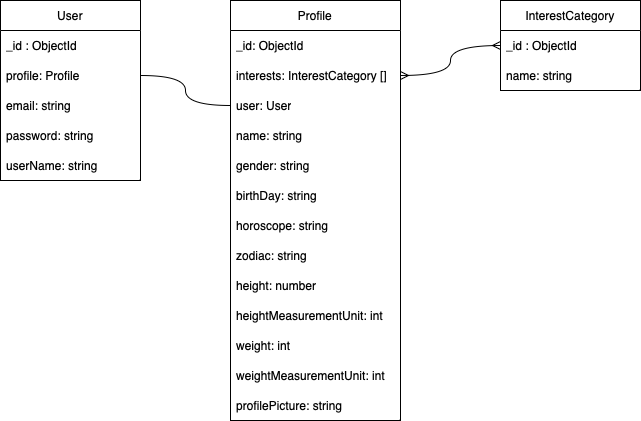 User
_id : ObjectId
profile: Profile
email: string
password: string
userName: string
Profile
_id: ObjectId
interests: InterestCategory []
user: User
name: string
gender: string
birthDay: string
horoscope: string
zodiac: string
height: number
heightMeasurementUnit: int
weight: int
weightMeasurementUnit: int
profilePicture: string
InterestCategory
_id : ObjectId
name: string